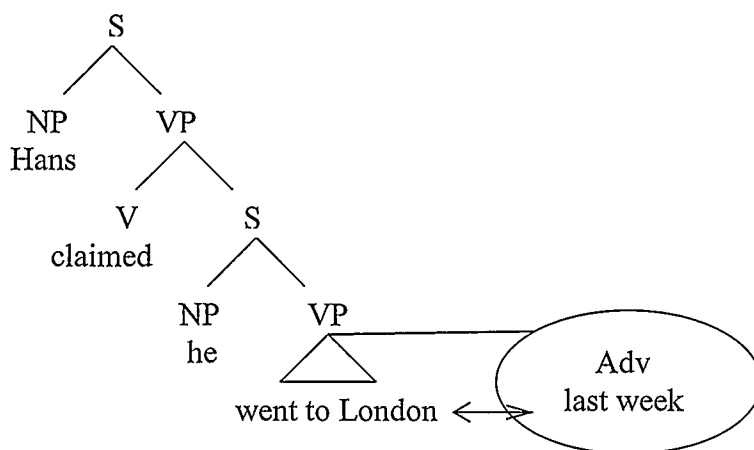 S
NP VP
Hans
V S
claimed
NP VP
he
Adv
last week
went to London